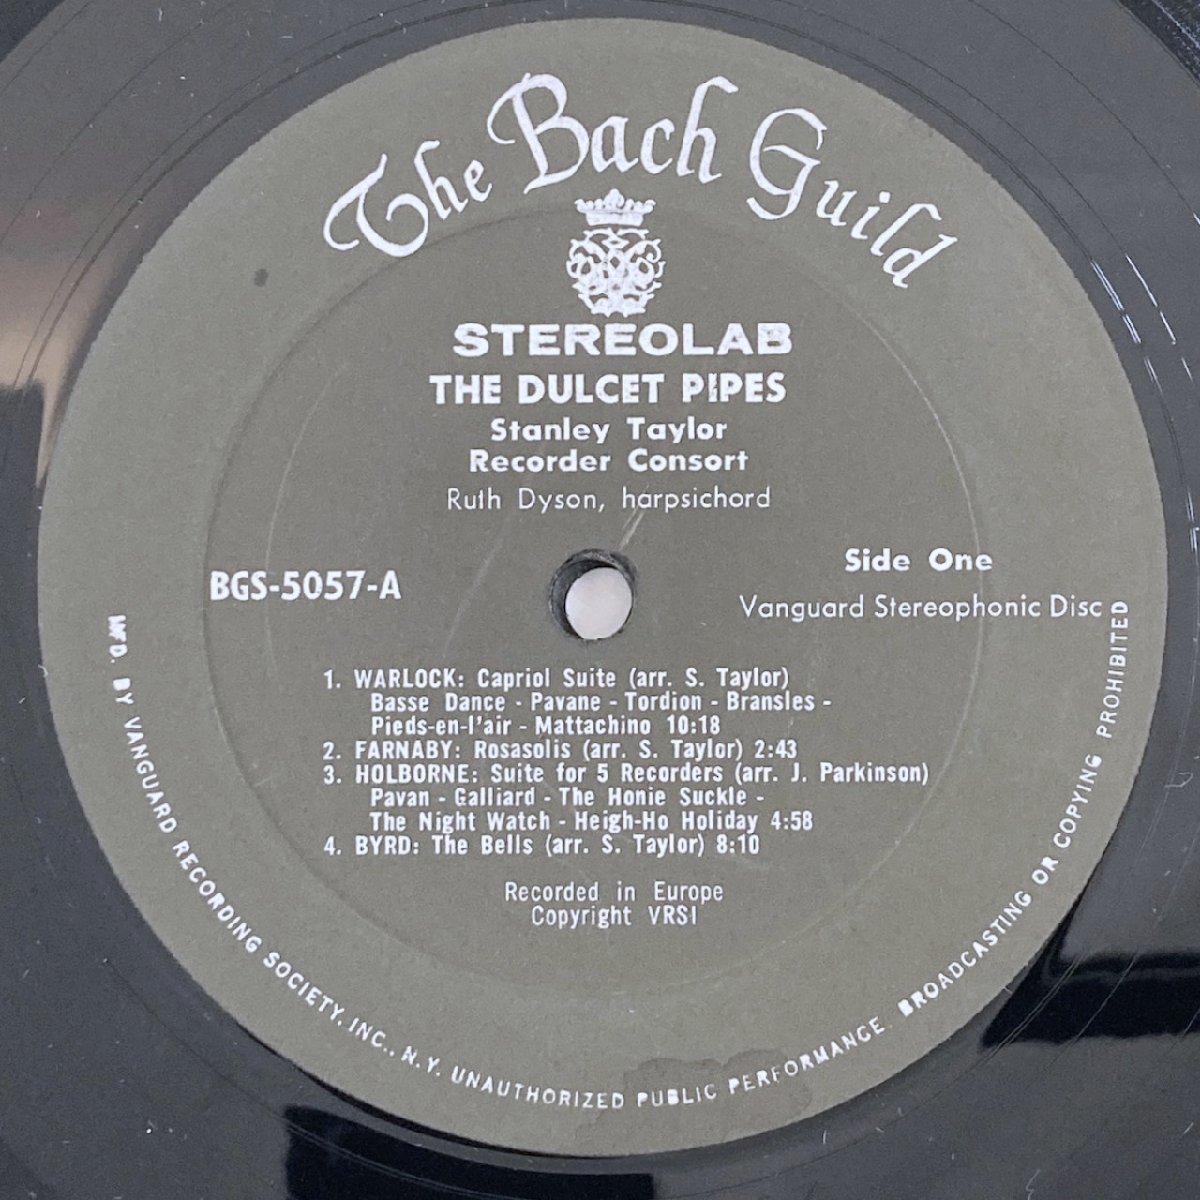 The Bach Guild
STEREOLAB
THE DULCET PIPES
Stanley Taylor
Recorder Consort
Ruth Dyson, harpsichord
BGS-5057-A
Side One
Vanguard Stereophonic Disc
1. WARLOCK: Capriol Suite (arr. S. Taylor)
Basse Dance - Pavane - Tordion - Bransles -
Pieds-en-l'air - Mattachino 10:18
2. FARNABY: Rosasolis (arr. S. Taylor) 2:43
3. HOLBORNE: Suite for 5 Recorders (arr. J. Parkinson)
Pavan - Galliard - The Honie Suckle -
The Night Watch - Heigh-Ho Holiday 4:58
4. BYRD: The Bells (arr. S. Taylor) 8:10
Recorded in Europe
Copyright VRSI
MFD. BY VANGUARD RECORDING SOCIETY, INC., N.Y. UNAUTHORIZED PUBLIC PERFORMANCE. BROADCASTING OR COPYING PROHIBITED